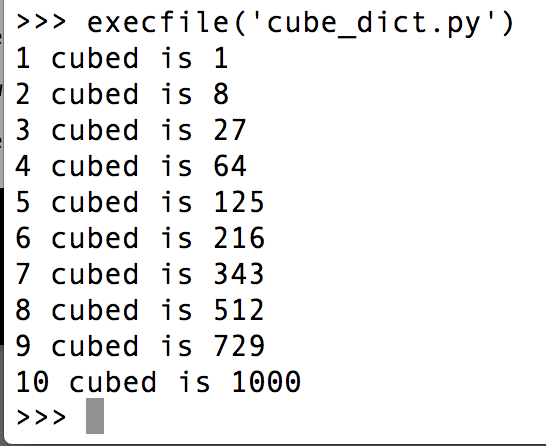 >>> execfile('cube_dict.py')
1 cubed is 1
2 cubed is 8
3 cubed is 27
4 cubed is 64
5 cubed is 125
6 cubed is 216
7 cubed is 343
8 cubed is 512
9 cubed is 729
10 cubed is 1000
>>>